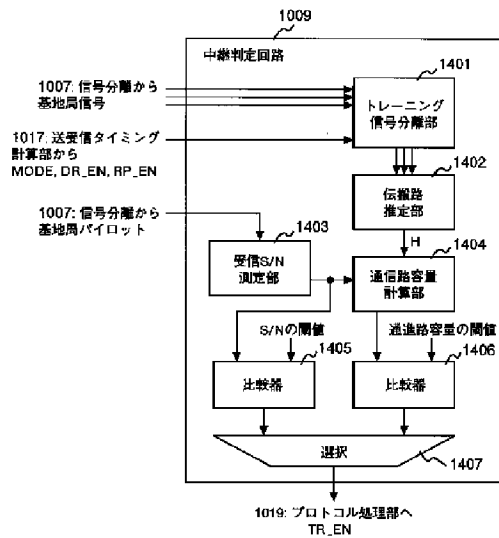 1009
中継判定回路
1401
1007: 信号分離から
基地局信号
トレーニング
信号分離部
1017: 送受信タイミング
計算部から
MODE, DR_EN, RP_EN
1402
伝搬路
推定部
1007: 信号分離から
基地局パイロット
1403
H
1404
受信S/N
測定部
通信路容量
計算部
S/Nの閾値
通進路容量の閾値
1405
1406
比較器
比較器
選択
1407
1019: プロトコル処理部へ
TR_EN